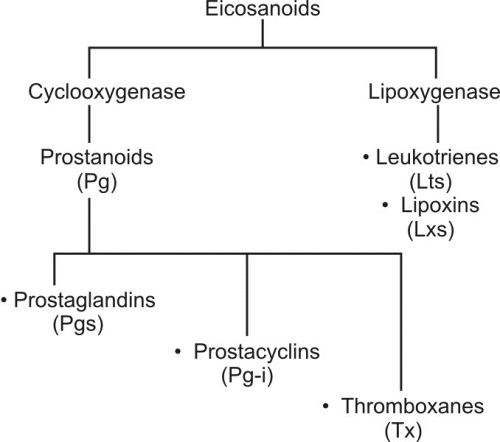 Eicosanoids
Cyclooxygenase
Lipoxygenase
Prostanoids
(Pg)
• Leukotrienes
(Lts)
• Lipoxins
(Lxs)
• Prostaglandins
(Pgs)
• Prostacyclins
(Pg-i)
• Thromboxanes
(Tx)